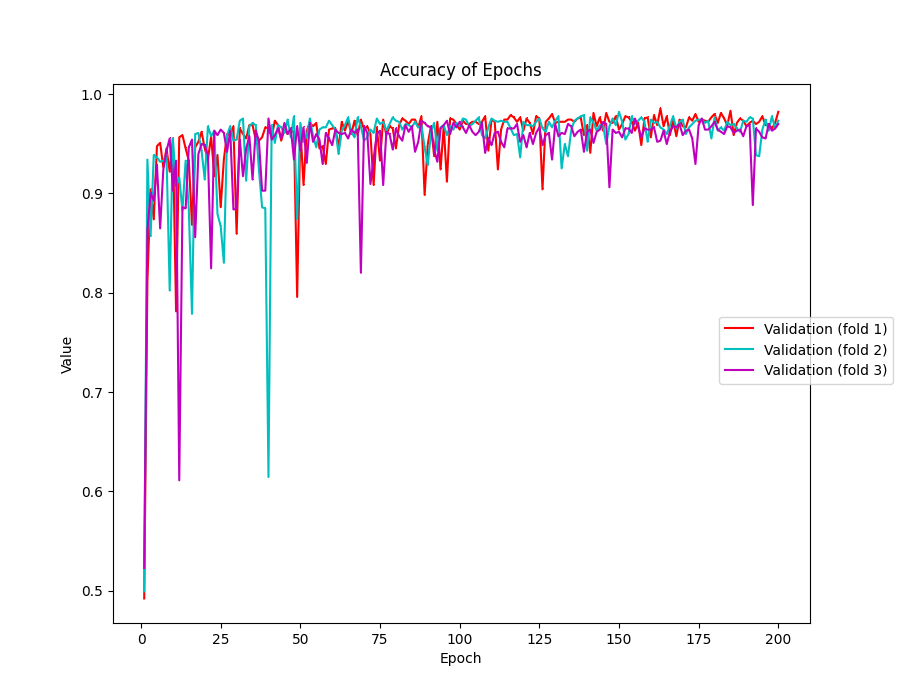 Accuracy of Epochs
1.0
0.9
0.8
0.7
0.6
0.5
Value
Validation (fold 1)
Validation (fold 2)
Validation (fold 3)
0 25 50 75 100 125 150 175 200
Epoch